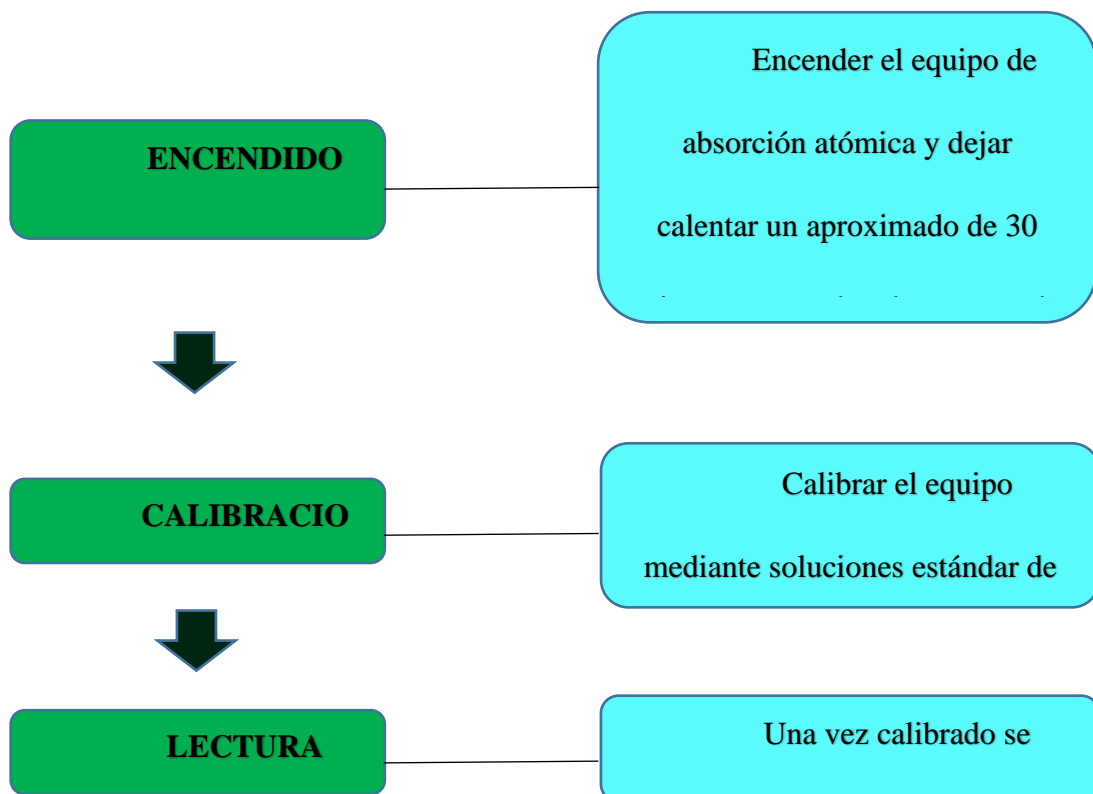 ENCENDIDO
Encender el equipo de
absorción atómica y dejar
calentar un aproximado de 30
CALIBRACIO
Calibrar el equipo
mediante soluciones estándar de
LECTURA
Una vez calibrado se